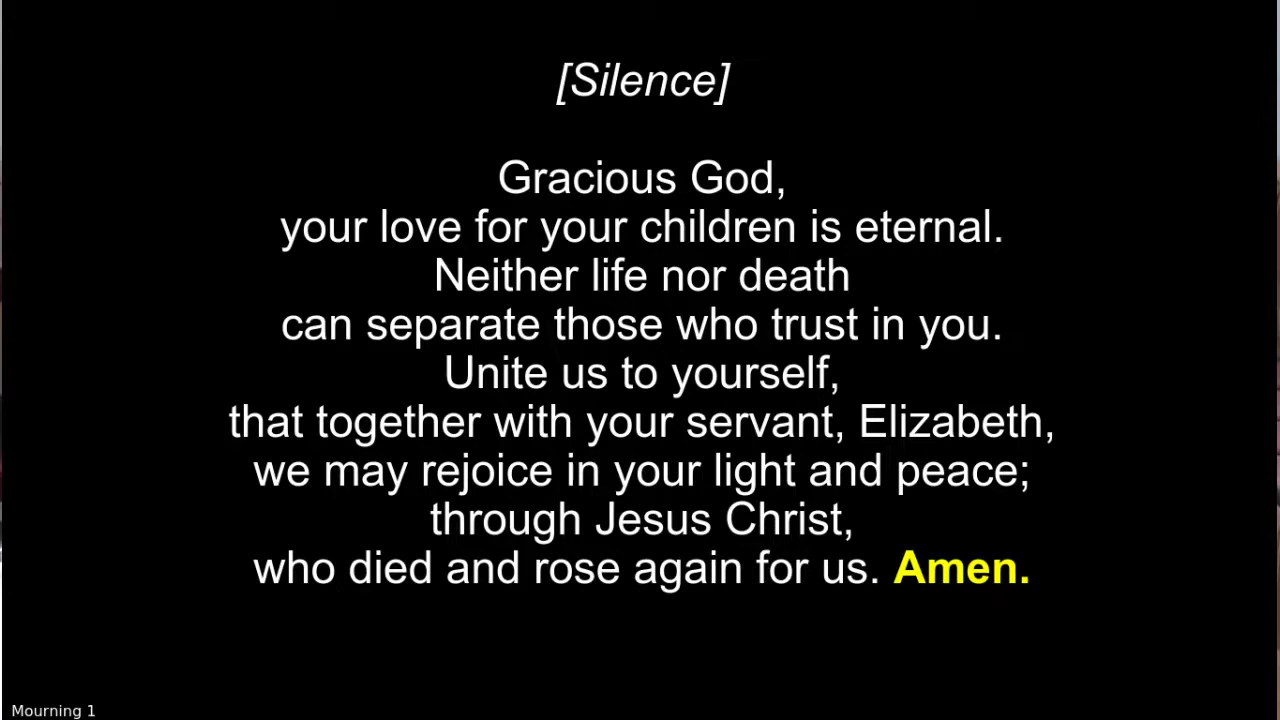 [Silence]
Gracious God,
your love for your children is eternal.
Neither life nor death
can separate those who trust in you.
Unite us to yourself,
that together with your servant, Elizabeth,
we may rejoice in your light and peace;
through Jesus Christ,
who died and rose again for us. Amen.
Mourning 1